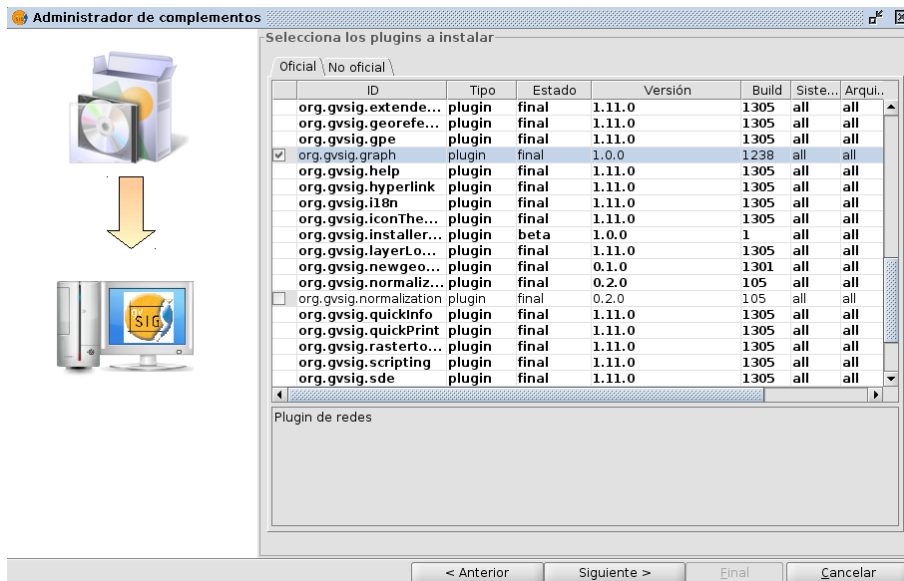 Administrador de complementos
Selecciona los plugins a instalar
Oficial No oficial
ID Tipo Estado Versión Build Siste... Arqui..
org.gvsig.extende... plugin final 1.11.0 1305 all all
org.gvsig.georefe... plugin final 1.11.0 1305 all all
org.gvsig.gpe plugin final 1.11.0 1305 all all
org.gvsig.graph plugin final 1.0.0 1238 all all
org.gvsig.help plugin final 1.11.0 1305 all all
org.gvsig.hyperlink plugin final 1.11.0 1305 all all
org.gvsig.i18n plugin final 1.11.0 1305 all all
org.gvsig.iconThe... plugin final 1.11.0 1305 all all
org.gvsig.installer... plugin beta 1.0.0 1 all all
org.gvsig.layerLo... plugin final 1.11.0 1305 all all
org.gvsig.newgeo... plugin final 0.1.0 1301 all all
org.gvsig.normaliz... plugin final 0.2.0 105 all all
org.gvsig.normalization plugin final 0.2.0 105 all all
org.gvsig.quickInfo plugin final 1.11.0 1305 all all
org.gvsig.quickPrint plugin final 1.11.0 1305 all all
org.gvsig.rasterto... plugin final 1.11.0 1305 all all
org.gvsig.scripting plugin final 1.11.0 1305 all all
org.gvsig.sde plugin final 1.11.0 1305 all all
SIG
Plugin de redes
< Anterior Siguiente > Final Cancelar